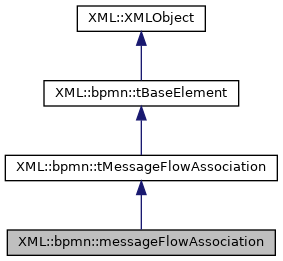 XML::XMLObject
XML::bpmn::tBaseElement
XML::bpmn::tMessageFlowAssociation
XML::bpmn::messageFlowAssociation